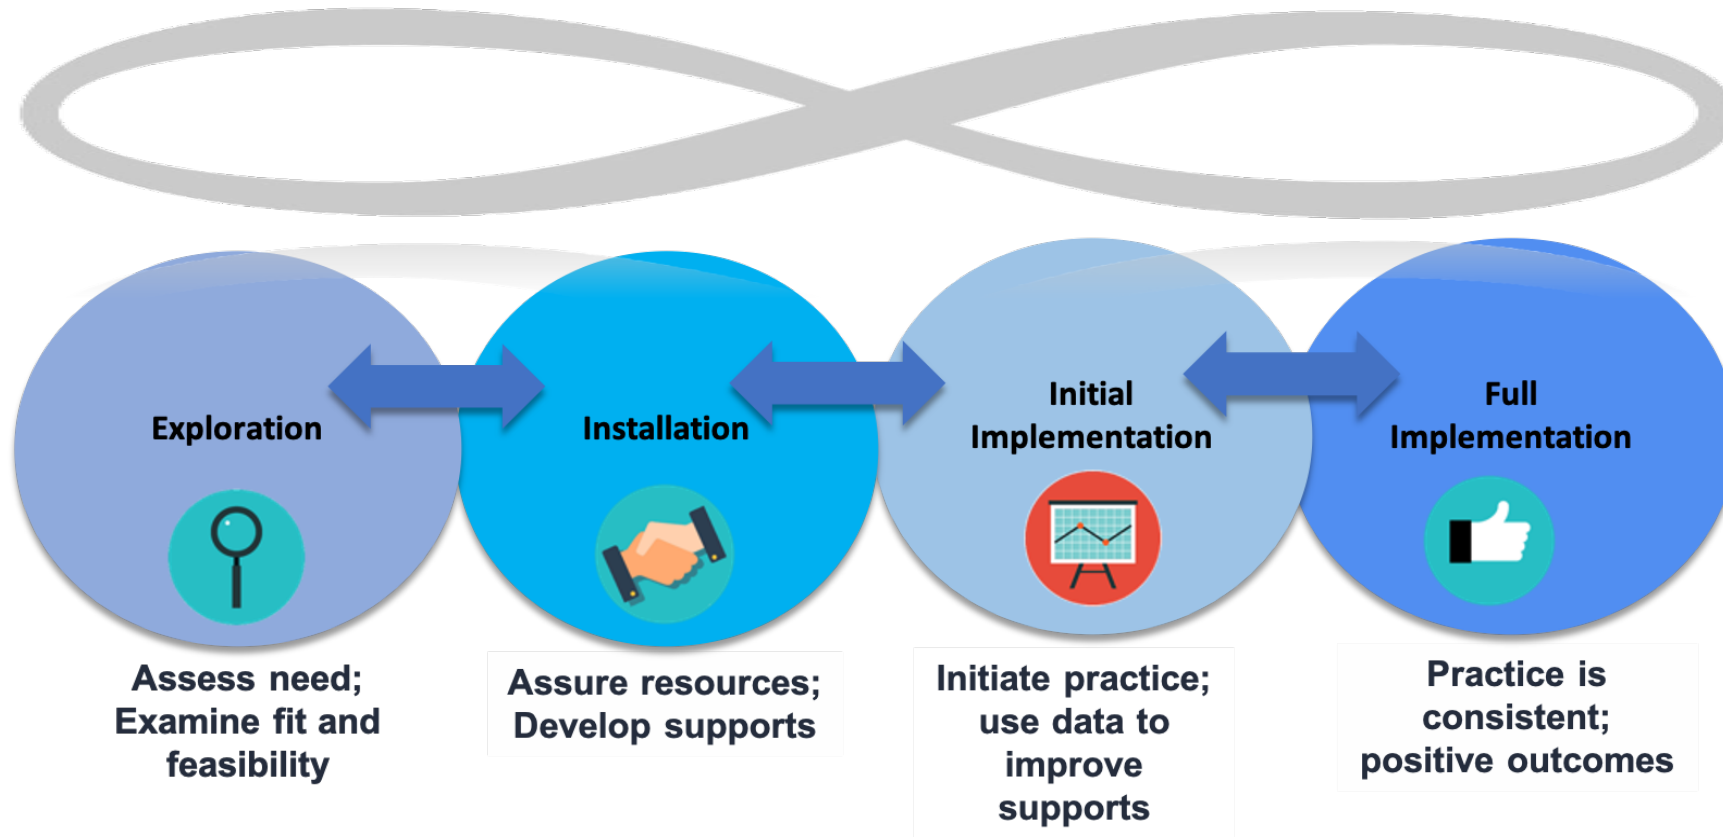 Exploration
Installation
Initial
Implementation
Full
Implementation
Assess need;
Examine fit and
feasibility
Assure resources;
Develop supports
Initiate practice;
use data to
improve
supports
Practice is
consistent;
positive outcomes